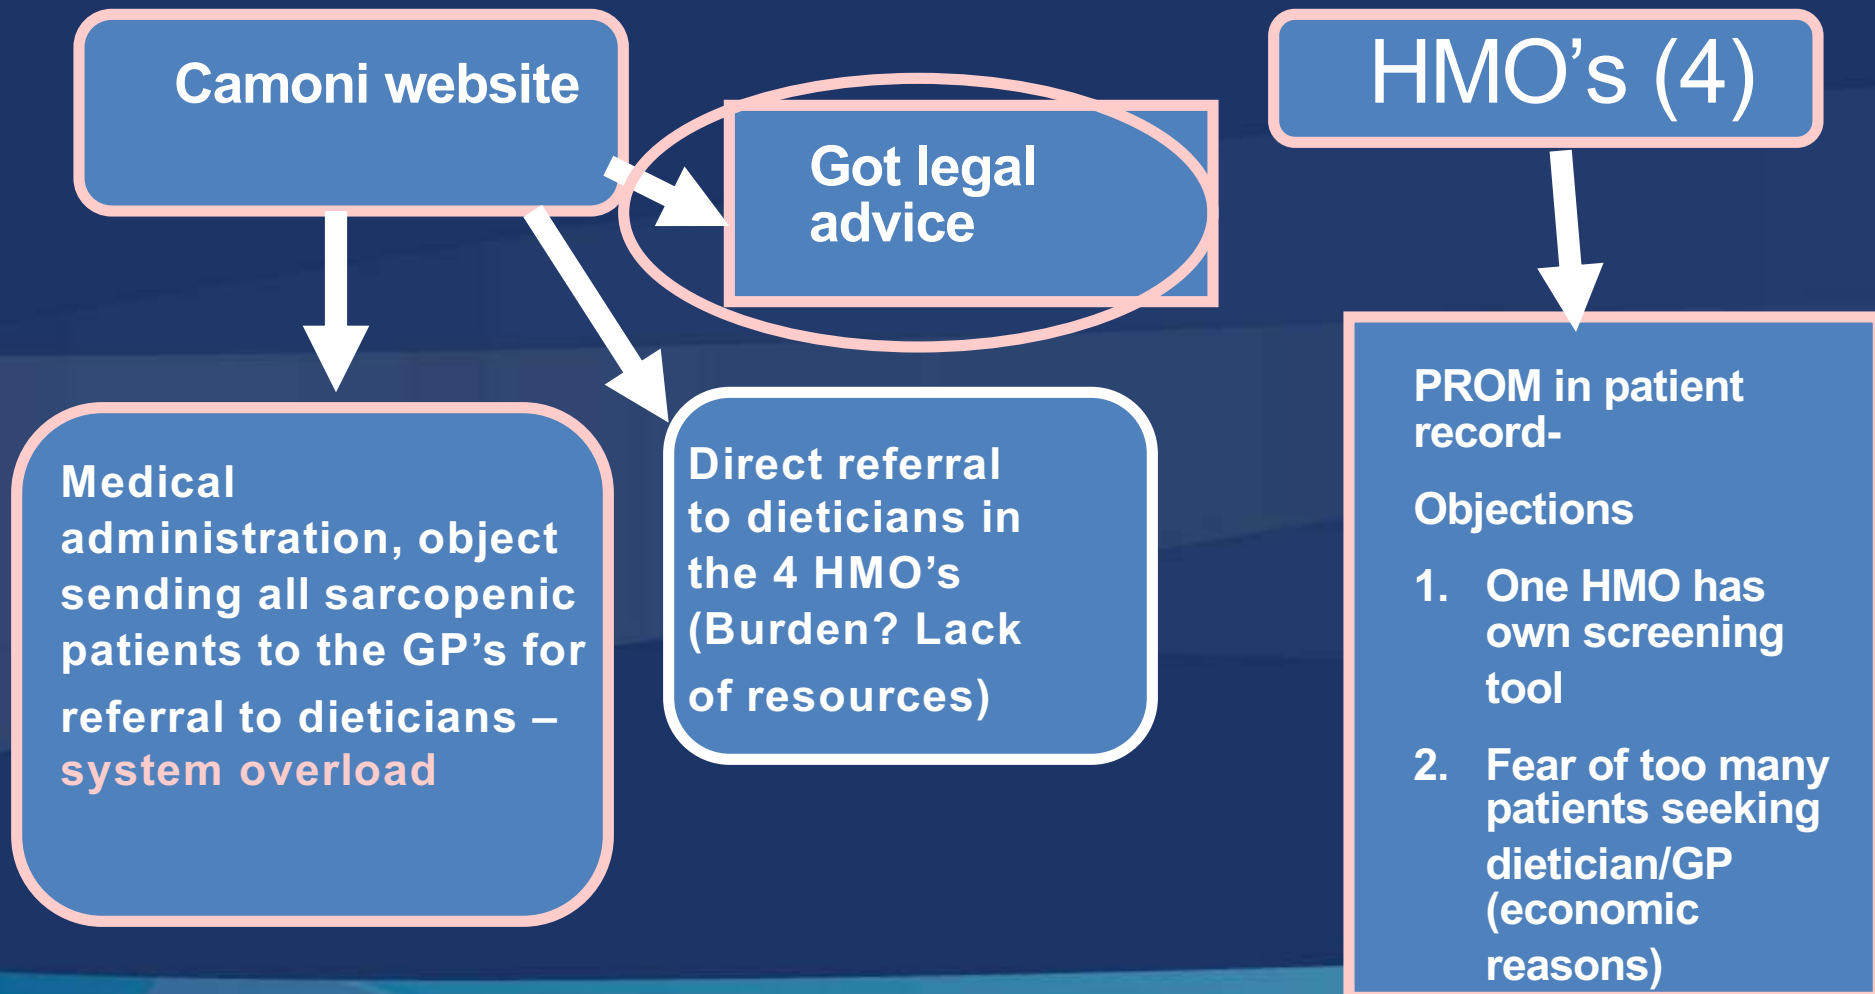 Camoni website
Got legal
advice
HMO’s (4)
Medical
administration, object
sending all sarcopenic
patients to the GP’s for
referral to dieticians –
system overload
Direct referral
to dieticians in
the 4 HMO’s
(Burden? Lack
of resources)
PROM in patient
record-
Objections
1. One HMO has
own screening
tool
2. Fear of too many
patients seeking
dietician/GP
(economic
reasons)